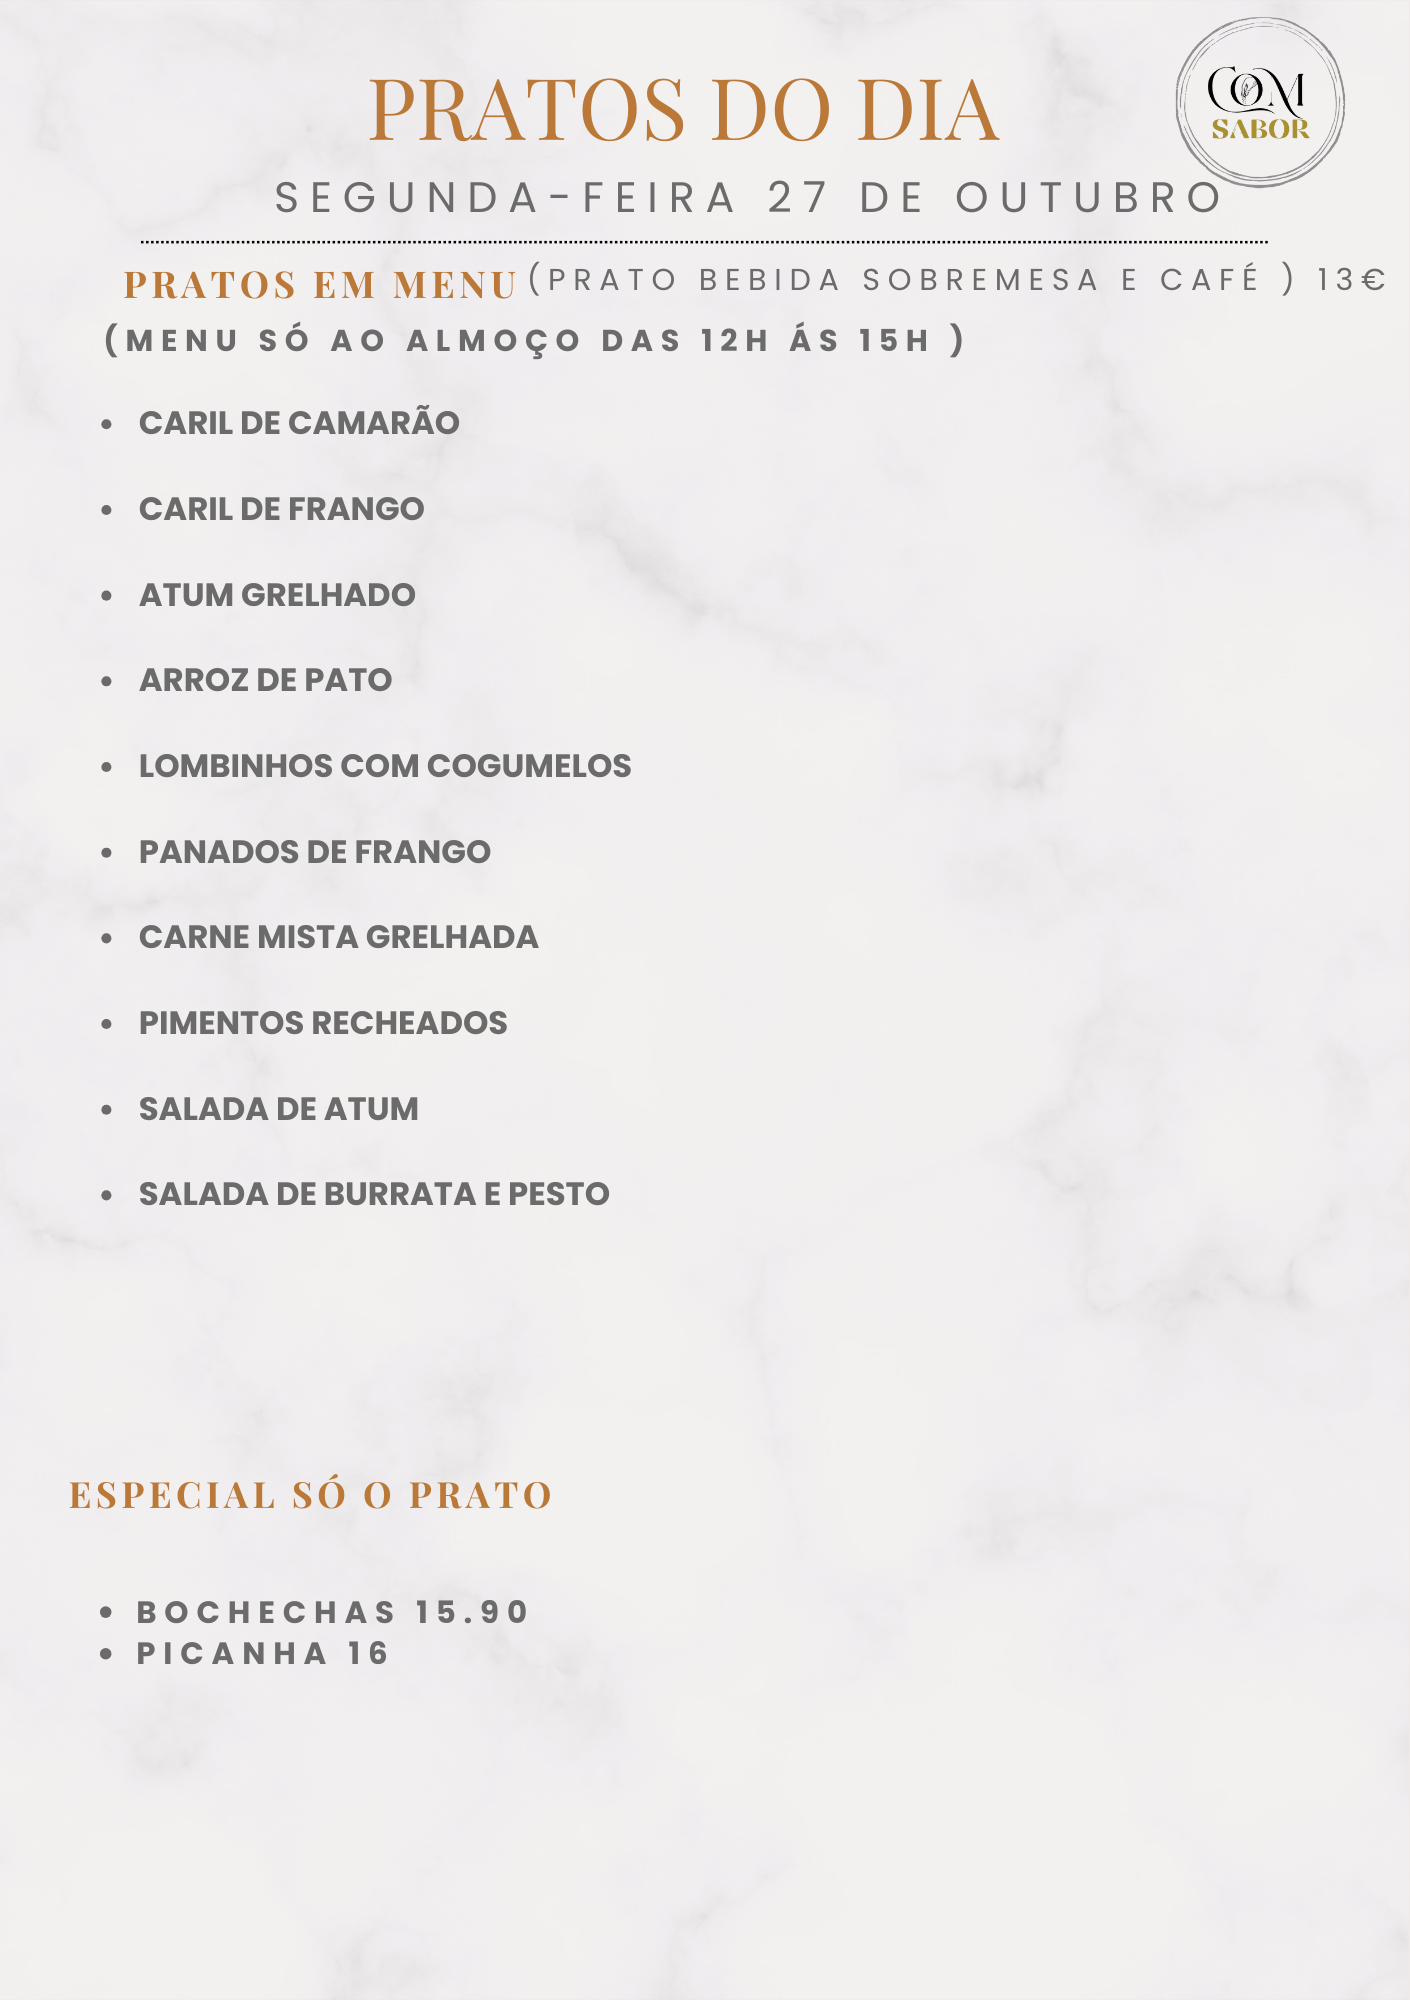 COM
SABOR
PRATOS DO DIA
SEGUNDA-FEIRA 27 DE OUTUBRO
PRATOS EM MENU (PRATO BEBIDA SOBREMESA E CAFÉ ) 13€
(MENU SÓ AO ALMOÇO DAS 12H ÁS 15H )
• CARIL DE CAMARÃO
• CARIL DE FRANGO
• ATUM GRELHADO
• ARROZ DE PATO
• LOMBINHOS COM COGUMELOS
• PANADOS DE FRANGO
• CARNE MISTA GRELHADA
• PIMENTOS RECHEADOS
• SALADA DE ATUM
• SALADA DE BURRATA E PESTO
ESPECIAL SÓ O PRATO
• BOCHECHAS 15.90
• PICANHA 16